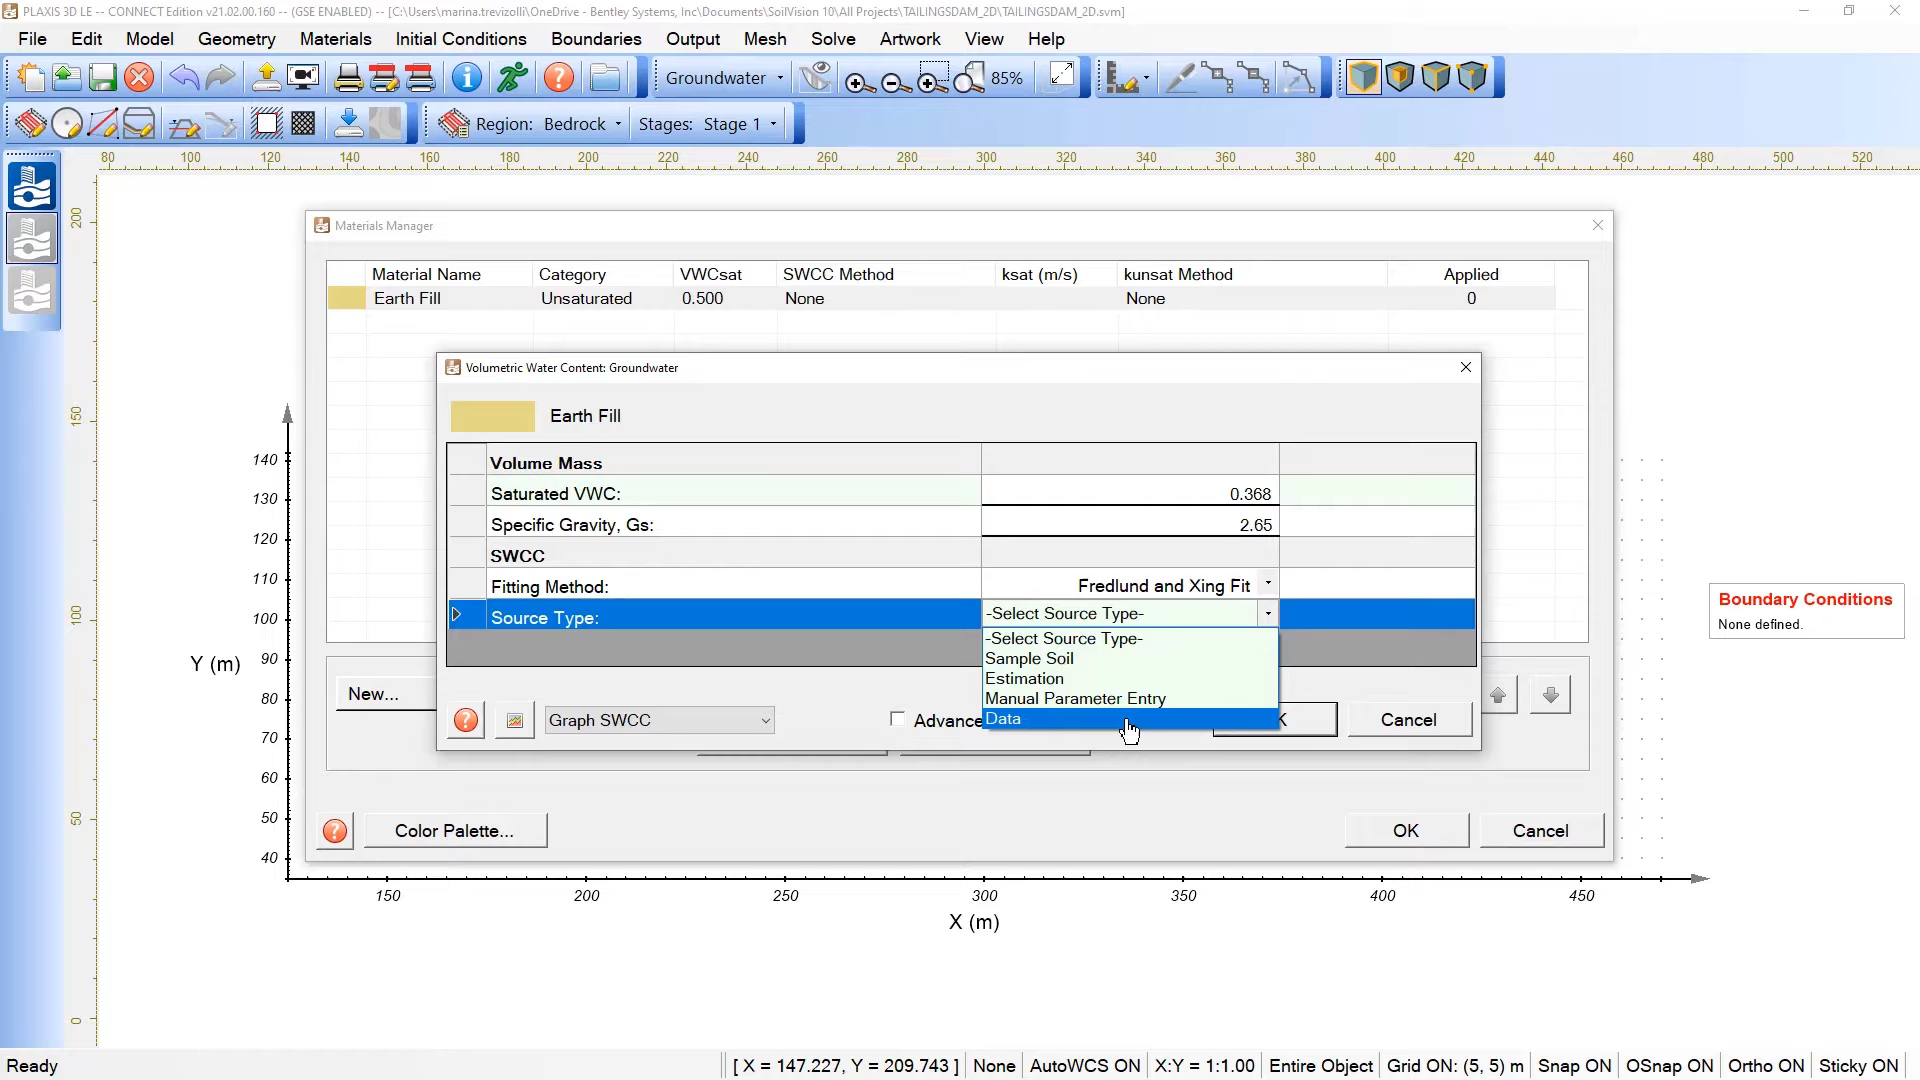 PLAXIS 3D LE -- CONNECT Edition v21.02.00.160 -- (GSE ENABLED) -- [C:\Users\marina.trevizolli\OneDrive - Bentley Systems, Inc\Documents\SoilVision 10\All Projects\TAILINGSDAM_2D\TAILINGSDAM_2D.svm]
File Edit Model Geometry Materials Initial Conditions Boundaries Output Mesh Solve Artwork View Help
Groundwater 85%
Region: Bedrock Stages: Stage 1
80 100 120 140 160 180 200 220 240 260 280 300 320 340 360 380 400 420 440 460 480 500 520
200
150
100
50
0
Materials Manager
Material Name Category VWCsat SWCC Method ksat (m/s) kunsat Method Applied
Earth Fill Unsaturated 0.500 None None 0
Volumetric Water Content: Groundwater
Earth Fill
Volume Mass
Saturated VWC: 0.368
Specific Gravity, Gs: 2.65
SWCC
Fitting Method: Fredlund and Xing Fit
Source Type: -Select Source Type-
-Select Source Type-
Sample Soil
Estimation
Manual Parameter Entry
Data
New...
Graph SWCC Advance K Cancel
Color Palette... OK Cancel
140
130
120
110
100
90
80
70
60
50
40
Y (m)
150 200 250 300 350 400 450
X (m)
Boundary Conditions
None defined.
Ready [ X = 147.227, Y = 209.743 ] None AutoWCS ON X:Y = 1:1.00 Entire Object Grid ON: (5, 5) m Snap ON OSnap ON Ortho ON Sticky ON